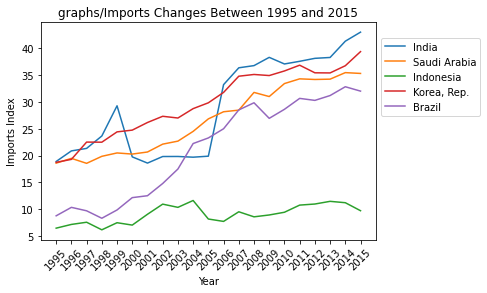 graphs/Imports Changes Between 1995 and 2015
Imports Index
40
35
30
25
20
15
10
5
1995 1996 1997 1998 1999 2000 2001 2002 2003 2004 2005 2006 2007 2008 2009 2010 2011 2012 2013 2014 2015
Year
India
Saudi Arabia
Indonesia
Korea, Rep.
Brazil